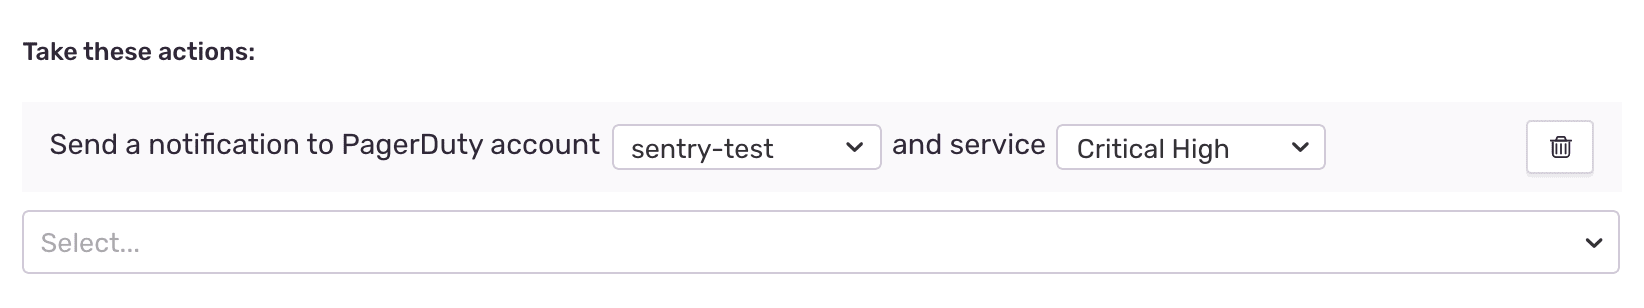 Take these actions:
Send a notification to PagerDuty account sentry-test and service Critical High
Select...